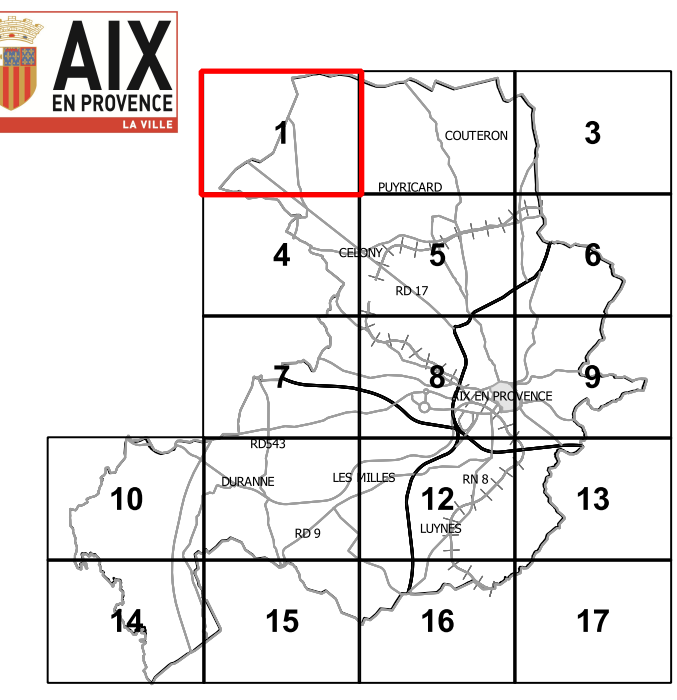 AIX
EN PROVENCE
LA VILLE
1
COUTERON
3
PUYRICARD
4
CELONY
5
6
RD 17
7
8
9
AIX EN PROVENCE
RD543
10
DURANNE
LES MILLES
RN 8
12
13
RD 9
LUYNES
14
15
16
17